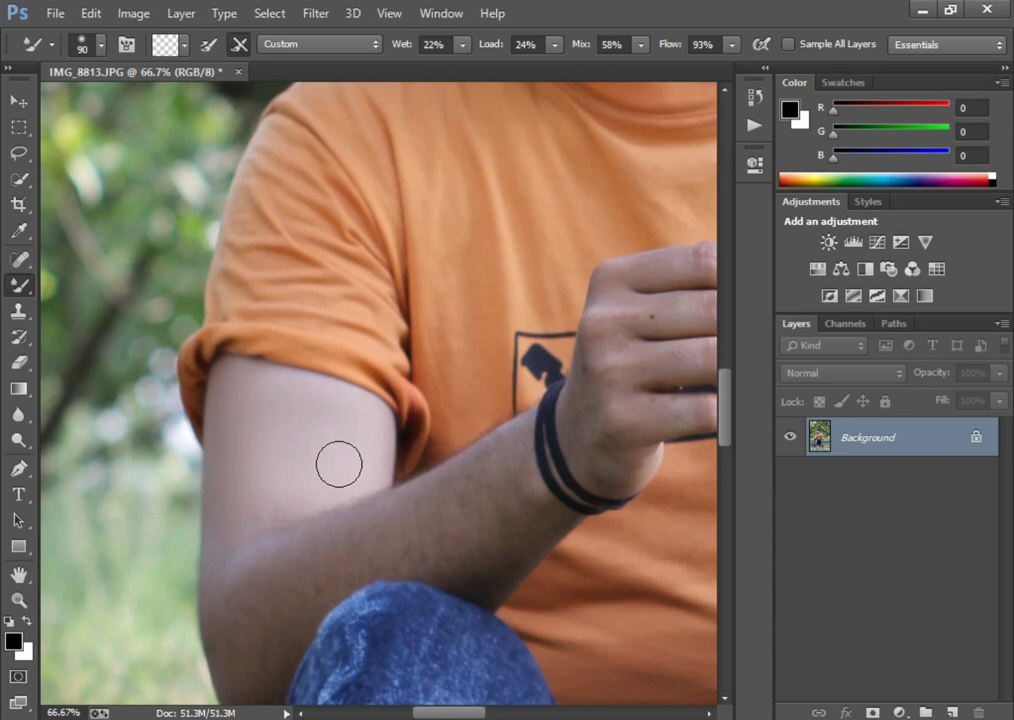 Ps File Edit Image Layer Type Select Filter 3D View Window Help
90 Custom Wet: 22% Load: 24% Mix: 58% Flow: 93% Sample All Layers Essentials
IMG_8813.JPG @ 66.7% (RGB/8) * ×
Color Swatches
R 0
G 0
B 0
Adjustments Styles
Add an adjustment
Layers Channels Paths
Kind
Normal Opacity: 100%
Lock: Fill: 100%
Background
66.67% Doc: 51.3M/51.3M